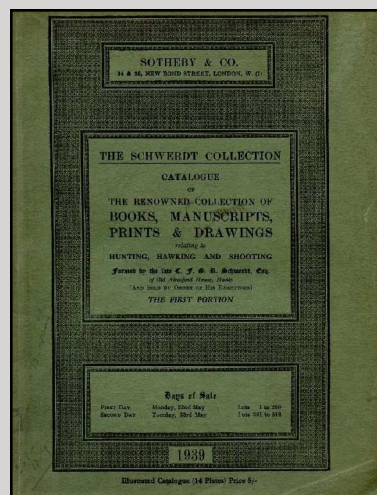 SOTHEBY & CO.
34 & 35, NEW BOND STREET, LONDON, W. (1)
THE SCHWERDT COLLECTION
CATALOGUE
OF
THE RENOWNED COLLECTION OF
BOOKS, MANUSCRIPTS,
PRINTS & DRAWINGS
relating to
HUNTING, HAWKING AND SHOOTING
Formed by the late C. F. G. R. Schwerdt, Esq.
of Old Alresford House, Hants
(AND SOLD BY ORDER OF HIS EXECUTORS)
THE FIRST PORTION
Days of Sale
FIRST DAY Monday, 22nd May Lots 1 to
SECOND DAY Tuesday, 23rd May Lots to
1939
Illustrated Catalogue (14 Plates) Price 5/-